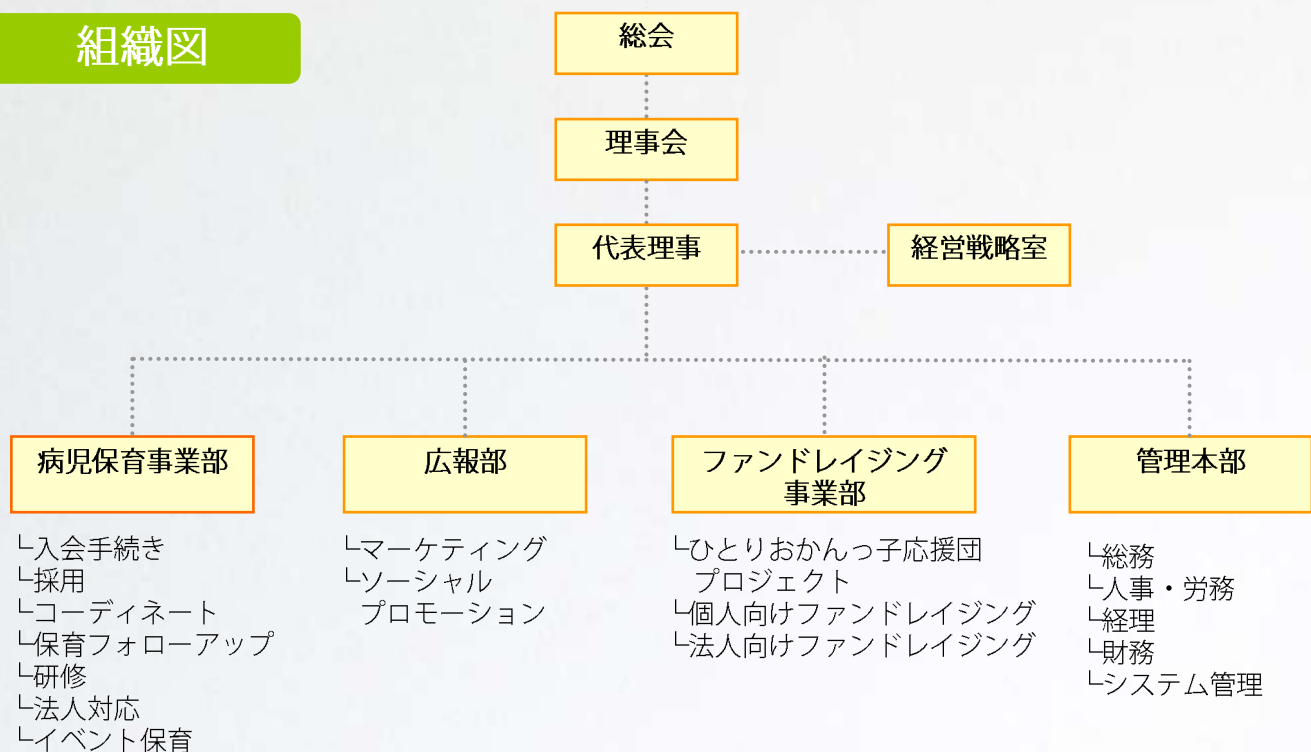 組織図
総会
理事会
代表理事
経営戦略室
病児保育事業部
└入会手続き
└採用
└コーディネート
└保育フォローアップ
└研修
└法人対応
└イベント保育
広報部
└マーケティング
└ソーシャル
プロモーション
ファンドレイジング
事業部
└ひとりおかんっ子応援団
プロジェクト
└個人向けファンドレイジング
└法人向けファンドレイジング
管理本部
└総務
└人事・労務
└経理
└財務
└システム管理